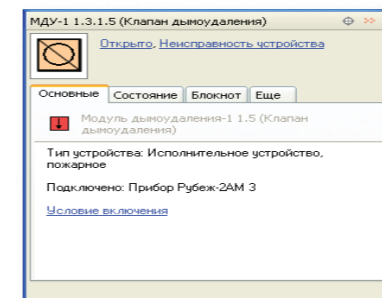 МДУ-1 1.3.1.5 (Клапан дымоудаления)
Открыто, Неисправность устройства
Основные Состояние Блокнот Еще
Модуль дымоудаления-1 1.5 (Клапан
дымоудаления)
Тип устройства: Исполнительное устройство,
пожарное
Подключено: Прибор Рубеж-2АМ 3
Условие включения